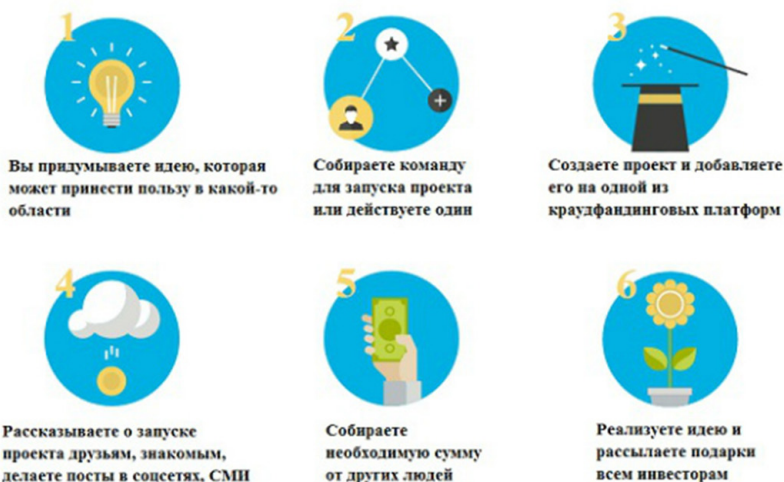 1
Вы придумываете идею, которая
может принести пользу в какой-то
области
2
Собираете команду
для запуска проекта
или действуете один
3
Создаете проект и добавляете
его на одной из
краудфандинговых платформ
4
Рассказываете о запуске
проекта друзьям, знакомым,
делаете посты в соцсетях, СМИ
5
Собираете
необходимую сумму
от других людей
6
Реализуете идею и
рассылаете подарки
всем инвесторам